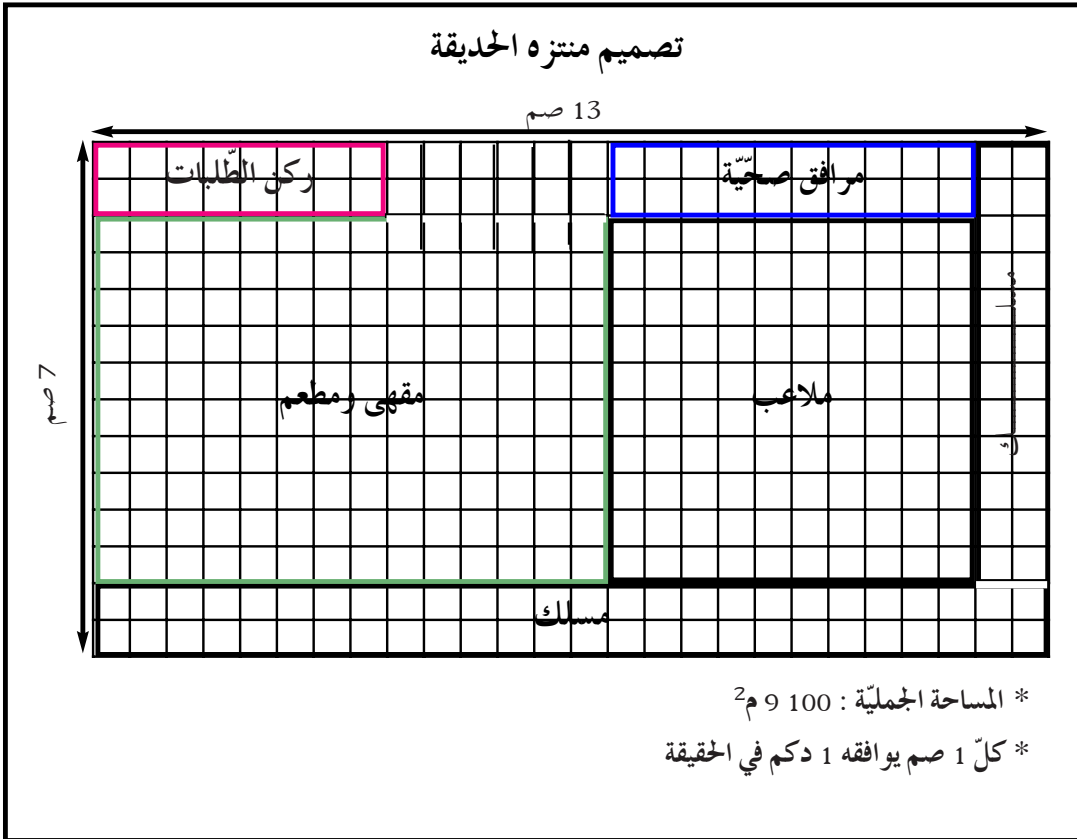 تصميم منتزه الحديقة
13 صم
ركن الطّلبات
مرافق صحّيّة
مسلـــــــك
7 صم
مقهى ومطعم
ملاعب
مسلك
* المساحة الجمليّة : 100 9 م²
* كلّ 1 صم يوافقه 1 دكم في الحقيقة